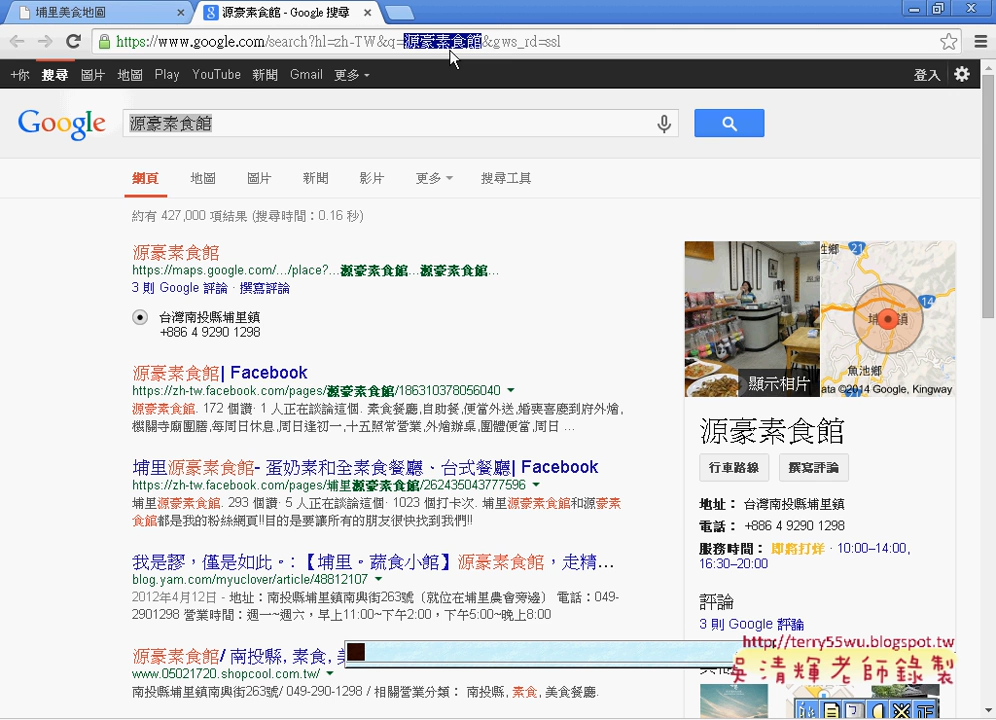 埔里美食地圖
源豪素食館 - Google 搜尋
https://www.google.com/search?hl=zh-TW&q=源豪素食館&gws_rd=ssl
+你 搜尋 圖片 地圖 Play YouTube 新聞 Gmail 更多 登入
Google 源豪素食館
網頁 地圖 圖片 新聞 影片 更多 搜尋工具
約有 427,000 項結果 (搜尋時間:0.16 秒)
源豪素食館
https://maps.google.com/.../place?...源豪素食館...源豪素食館...
3 則 Google 評論 · 撰寫評論
台灣南投縣埔里鎮
+886 4 9290 1298
源豪素食館| Facebook
https://zh-tw.facebook.com/pages/源豪素食館/186310378056040
源豪素食館. 172 個讚· 1 人正在談論這個. 素食餐廳,自助餐,便當外送,婚喪喜慶到府外燴,
機關寺廟團膳,每周日休息,周日逢初一,十五照常營業,外燴辦桌,團體便當,周日 ...
埔里源豪素食館- 蛋奶素和全素食餐廳、台式餐廳| Facebook
https://zh-tw.facebook.com/pages/埔里源豪素食館/262435043777596
埔里源豪素食館. 293 個讚· 5 人正在談論這個· 1023 個打卡次. 埔里源豪素食館和源豪素
食館都是我的粉絲網頁!!目的是要讓所有的朋友很快找到我們!!
我是謬,僅是如此。:【埔里。蔬食小館】源豪素食館,走精...
blog.yam.com/myuclover/article/48812107
2012年4月12日 - 地址:南投縣埔里鎮南興街263號〔就位在埔里農會旁邊〕 電話:049-
2901298 營業時間:週一~週六,早上11:00~下午2:00,下午5:00~晚上8:00
源豪素食館/ 南投縣, 素食,
www.05021720.shopcool.com.tw/
南投縣埔里鎮南興街263號/ 049-290-1298 / 相關營業分類: 南投縣, 素食, 美食餐廳.
顯示相片
性鄉
21
14
埔 鎮
魚池鄉
ata ©2014 Google, Kingway
源豪素食館
行車路線 撰寫評論
地址: 台灣南投縣埔里鎮
電話: +886 4 9290 1298
服務時間: 即將打烊 · 10:00–14:00,
16:30–20:00
評論
3 則 Google 評論
http://terry55wu.blogspot.tw
吳清輝老師錄製